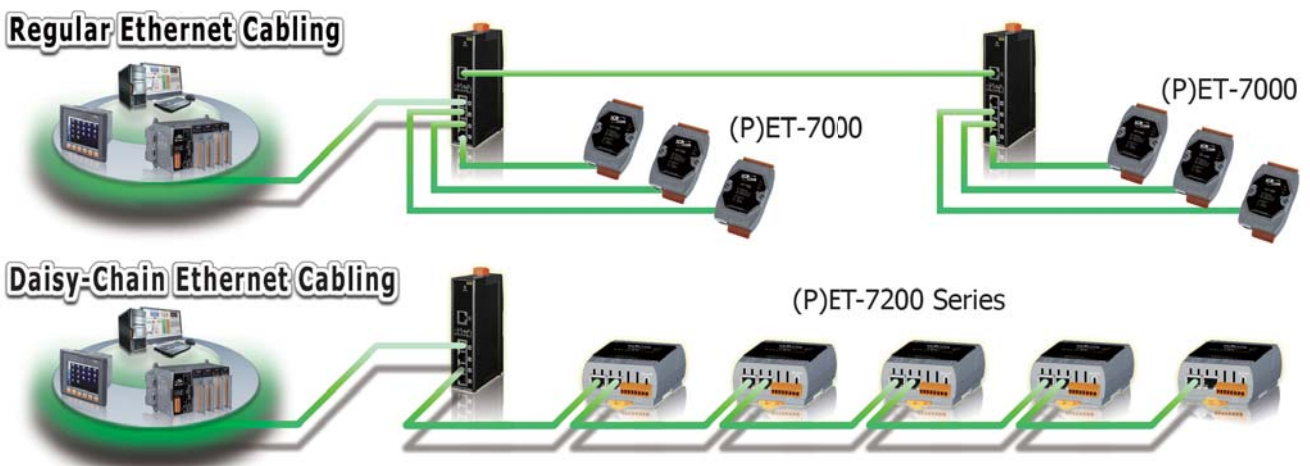 Regular Ethernet Cabling
(P)ET-7000
(P)ET-7000
Daisy-Chain Ethernet Cabling
(P)ET-7200 Series